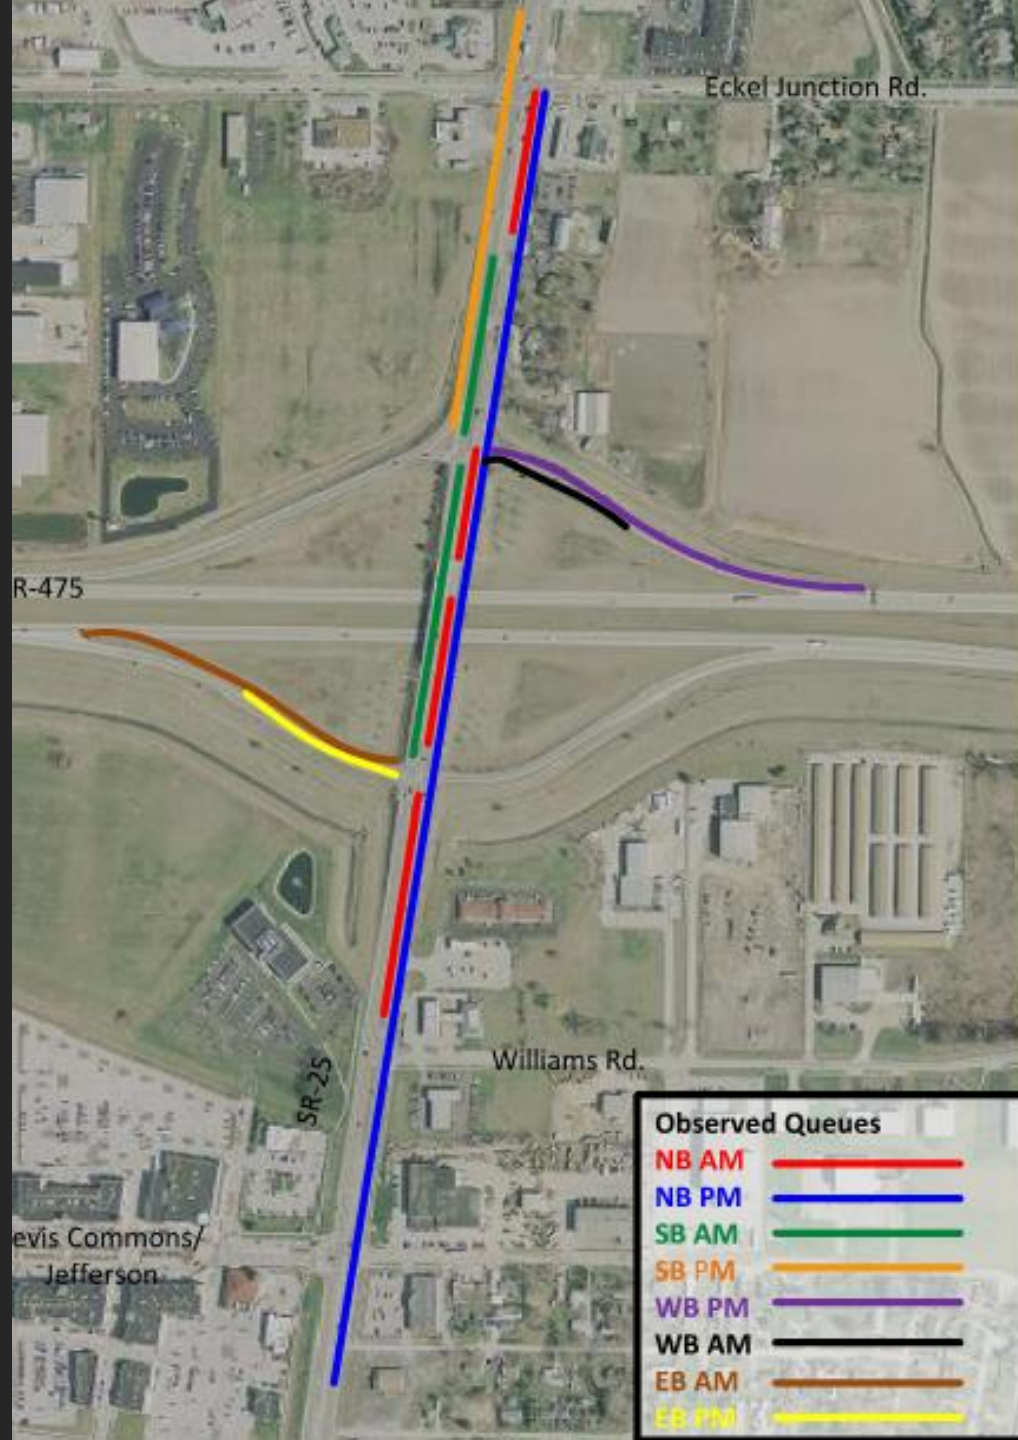 Eckel Junction Rd.
R-475
Williams Rd.
SR-25
evis Commons/
Jefferson
Observed Queues
NB AM
NB PM
SB AM
SB PM
WB PM
WB AM
EB AM
EB PM